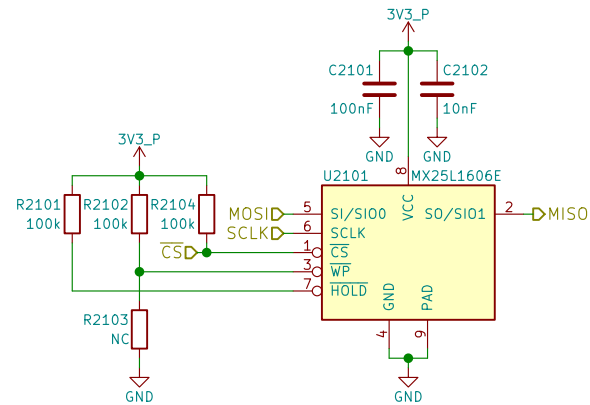 3V3_P
C2101
C2102
100nF
10nF
GND
GND
3V3_P
U2101
MX25L1606E
8
VCC
R2101
100k
R2102
100k
R2104
100k
MOSI
5
SI/SIO0
SO/SIO1
2
MISO
SCLK
6
SCLK
CS
1
CS
3
WP
7
HOLD
GND
PAD
R2103
NC
4
9
GND
GND